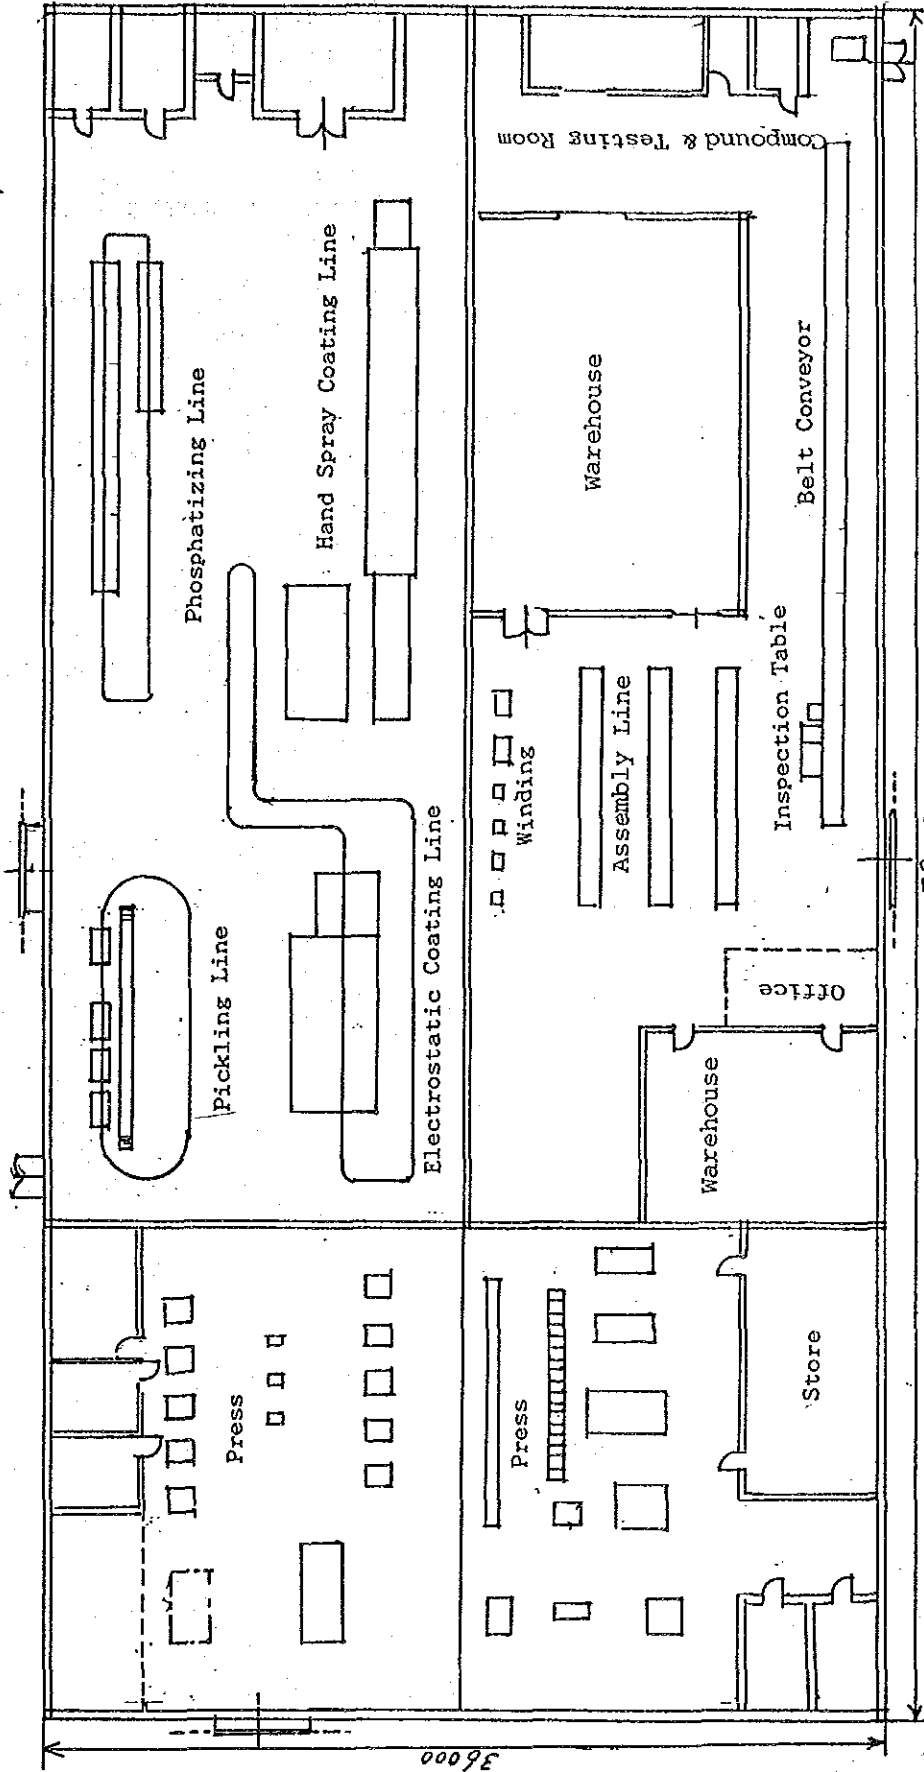 Phosphatizing Line
Hand Spray Coating Line
Pickling Line
Electrostatic Coating Line
Compound & Testing Room
Warehouse
Belt Conveyor
Winding
Assembly Line
Inspection Table
Office
Warehouse
Press
Press
Store
36000